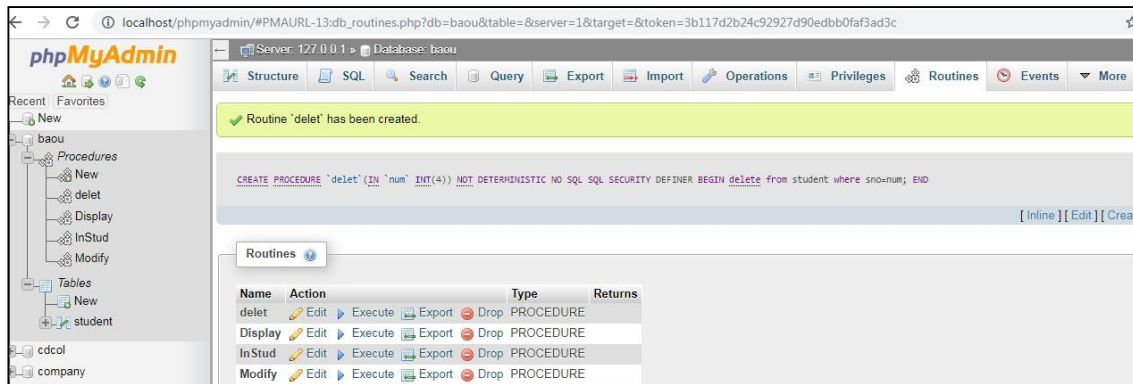 localhost/phpmyadmin/#PMAURL-13:db_routines.php?db=baou&table=&server=1&target=&token=3b117d2b24c92927d90edbb0faf3ad3c
phpMyAdmin
Recent Favorites
New
baou
Procedures
New
delet
Display
InStud
Modify
Tables
New
student
cdcol
company
Server: 127.0.0.1 » Database: baou
Structure SQL Search Query Export Import Operations Privileges Routines Events More
Routine `delet` has been created.
CREATE PROCEDURE `delet`(IN `num` INT(4)) NOT DETERMINISTIC NO SQL SQL SECURITY DEFINER BEGIN delete from student where sno=num; END
[ Inline ] [ Edit ] [ Crea
Routines
Name Action Type Returns
delet Edit Execute Export Drop PROCEDURE
Display Edit Execute Export Drop PROCEDURE
InStud Edit Execute Export Drop PROCEDURE
Modify Edit Execute Export Drop PROCEDURE